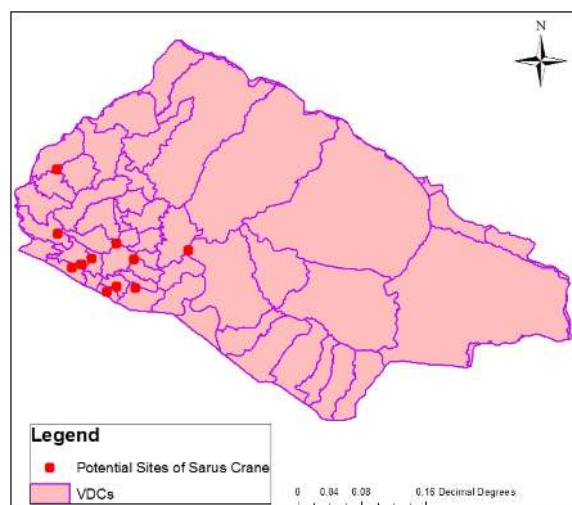 N
Legend
Potential Sites of Sarus Crane
VDCs
0 0.04 0.08 0.16 Decimal Degrees